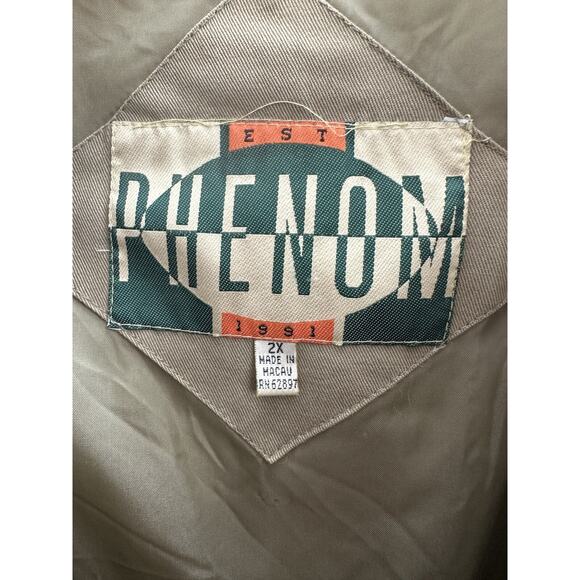 EST
PHENOM
1991
2X
MADE IN
MACAU
RN62897